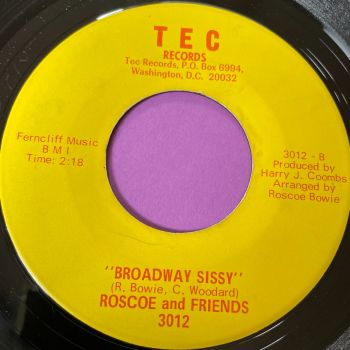 TEC
RECORDS
Tec Records, P.O. Box 6994,
Washington, D.C. 20032
Ferncliff Music
B M I
Time: 2:18
3012 - B
Produced by
Harry J. Coombs
Arranged by
Roscoe Bowie
"BROADWAY SISSY"
(R. Bowie, C. Woodard)
ROSCOE and FRIENDS
3012